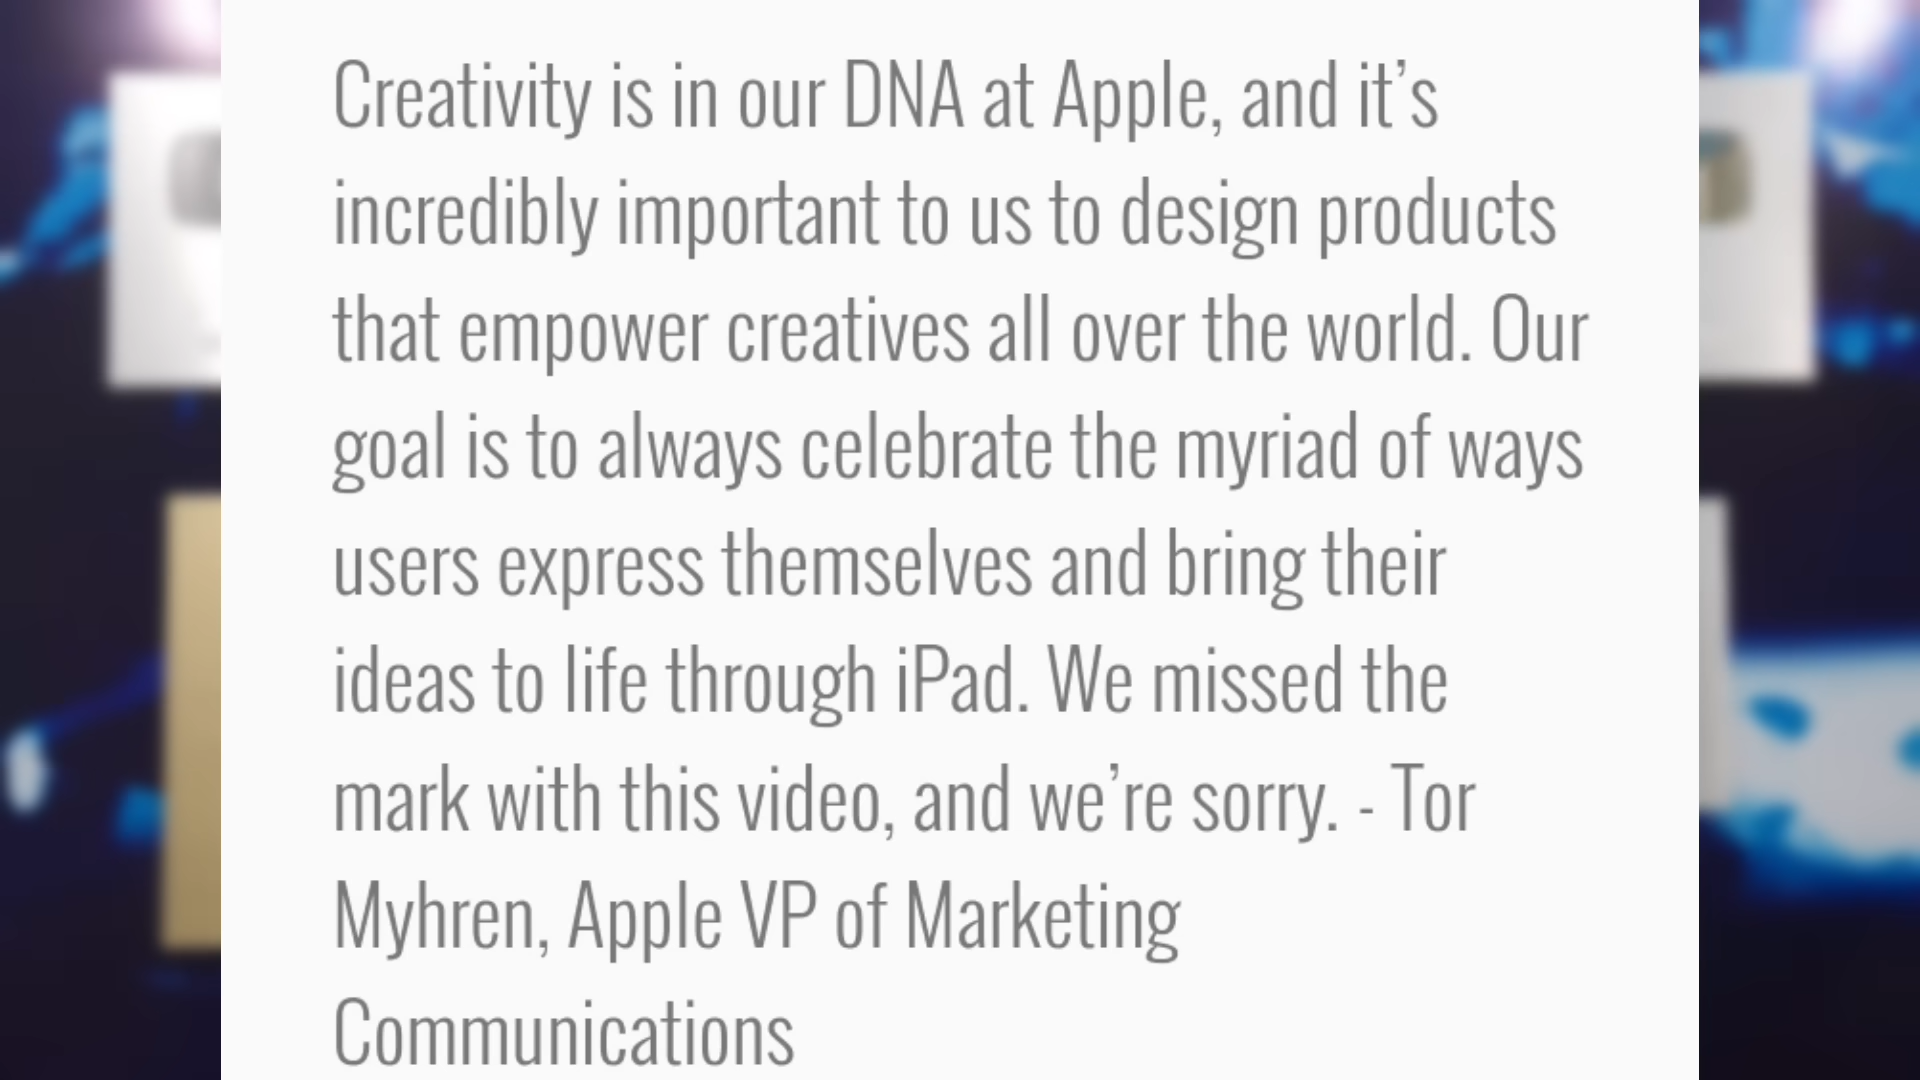 Creativity is in our DNA at Apple, and it’s
incredibly important to us to design products
that empower creatives all over the world. Our
goal is to always celebrate the myriad of ways
users express themselves and bring their
ideas to life through iPad. We missed the
mark with this video, and we’re sorry. - Tor
Myhren, Apple VP of Marketing
Communications